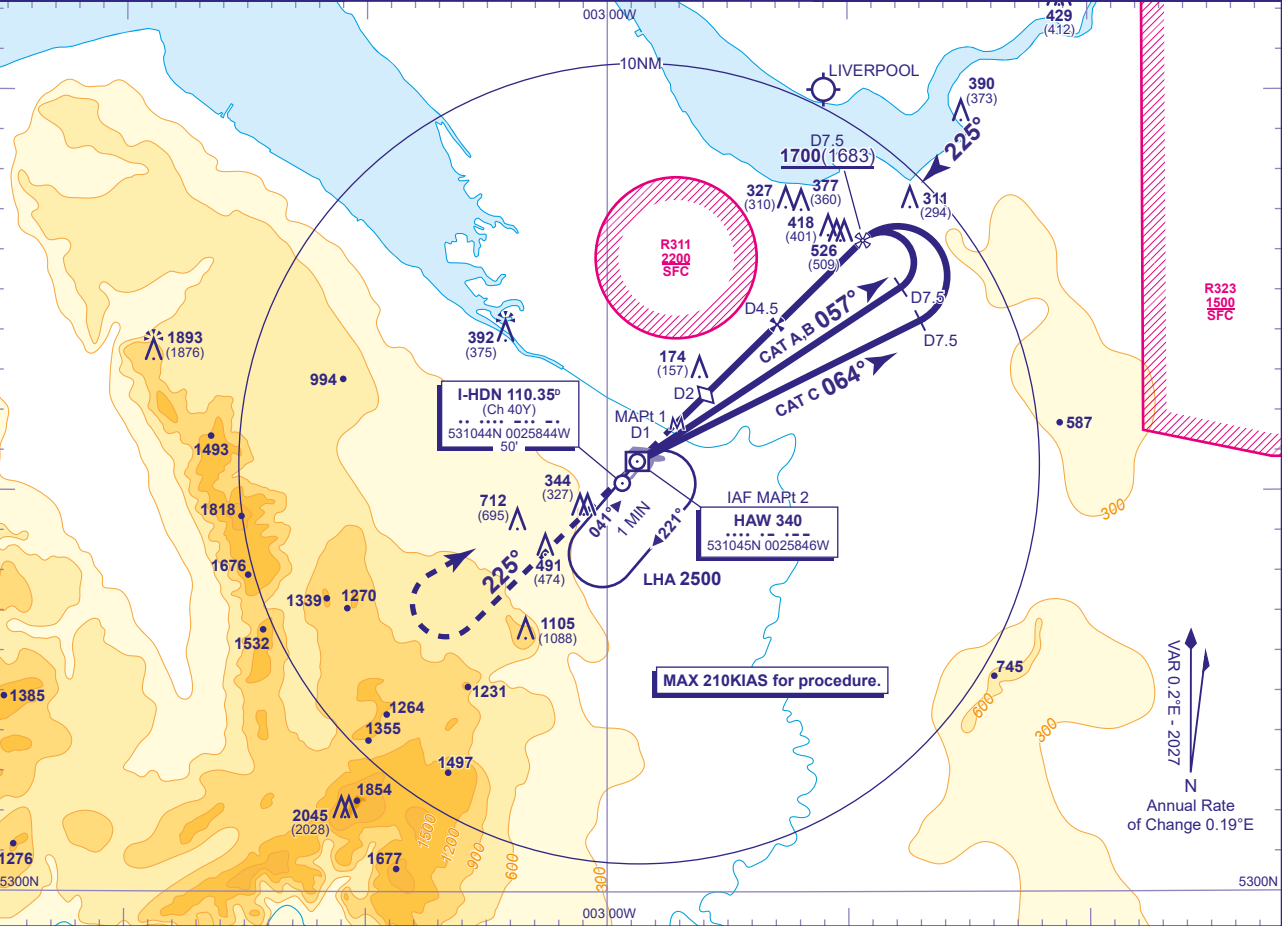 003 00W
429
(412)
10NM
LIVERPOOL
390
(373)
225°
D7.5
1700(1683)
327
(310)
377
(360)
311
(294)
418
(401)
526
(509)
R311
2200
SFC
R323
1500
SFC
D7.5
D4.5
CAT A,B 057°
D7.5
CAT C 064°
1893
(1876)
392
(375)
994
174
(157)
D2
I-HDN 110.35D
(Ch 40Y)
·· ···· −·· −·
531044N 0025844W
50'
MAPt 1
D1
587
1493
344
(327)
IAF MAPt 2
HAW 340
···· ·− ·−−
531045N 0025846W
300
1818
712
(695)
041°
1 MIN
221°
491
(474)
225°
LHA 2500
1676
1339
1270
1532
1105
(1088)
MAX 210KIAS for procedure.
745
600
300
VAR 0.2°E - 2027
N
Annual Rate
of Change 0.19°E
1385
1231
1264
1355
1497
1854
2045
(2028)
1500
1200
900
600
300
1276
1677
5300N
5300N
003 00W